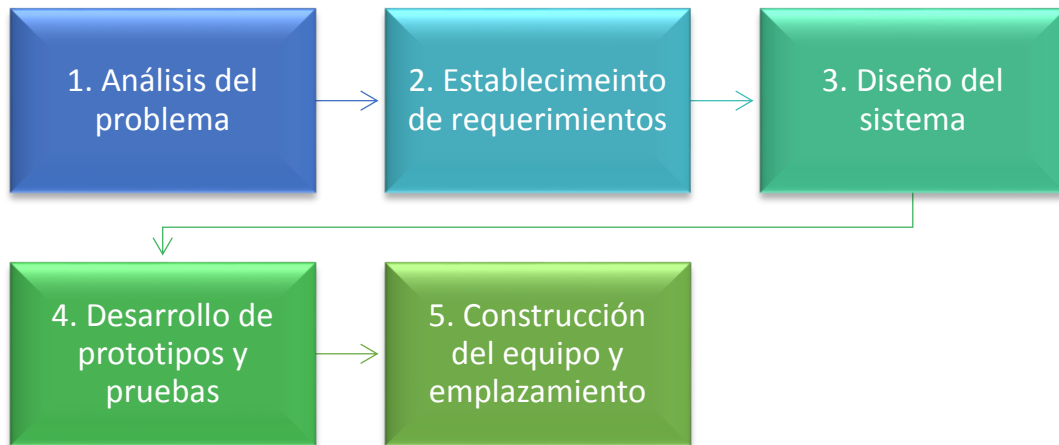 1. Análisis del
problema
2. Establecimeinto
de requerimientos
3. Diseño del
sistema
4. Desarrollo de
prototipos y
pruebas
5. Construcción
del equipo y
emplazamiento